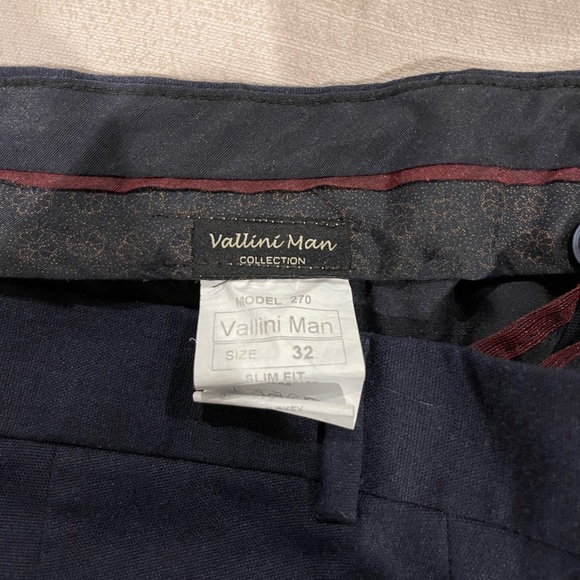 Vallini Man
COLLECTION
MODEL 270
Vallini Man
SIZE 32
SLIM FIT